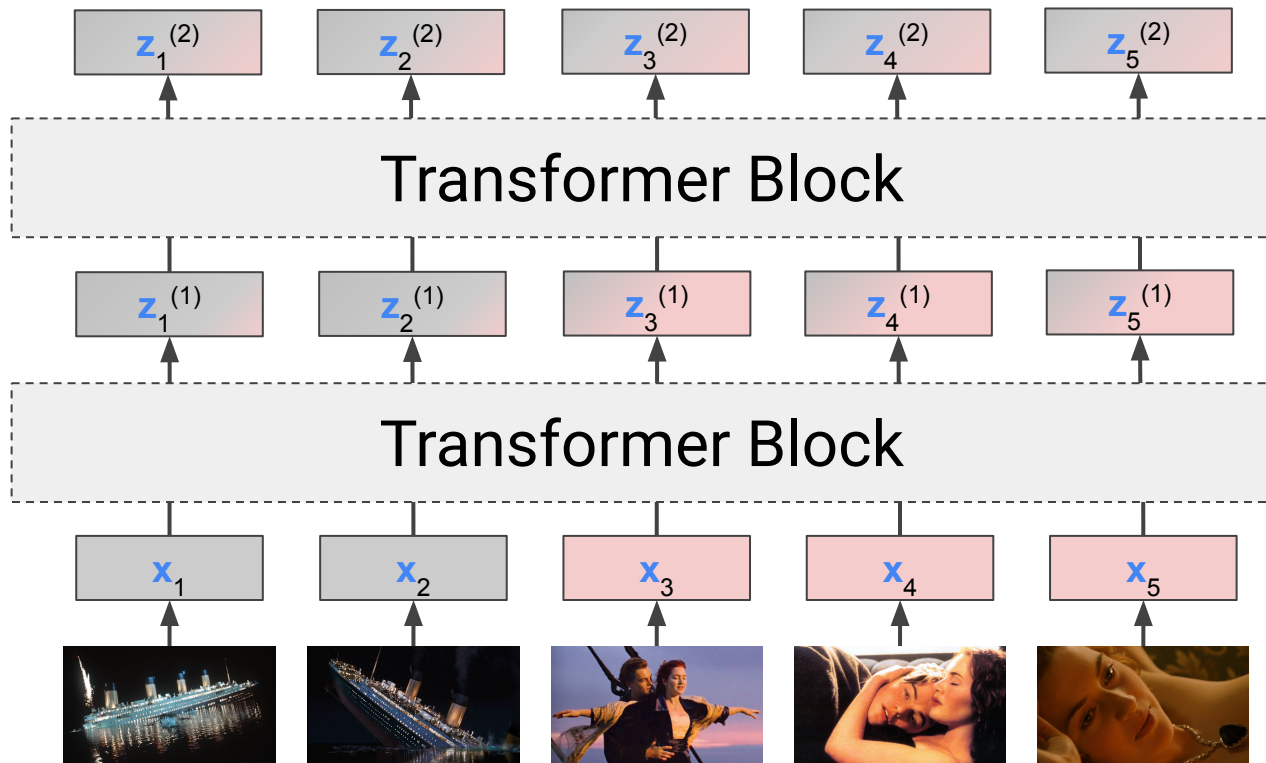 z₁⁽²⁾ z₂⁽²⁾ z₃⁽²⁾ z₄⁽²⁾ z₅⁽²⁾
Transformer Block
z₁⁽¹⁾ z₂⁽¹⁾ z₃⁽¹⁾ z₄⁽¹⁾ z₅⁽¹⁾
Transformer Block
x₁ x₂ x₃ x₄ x₅